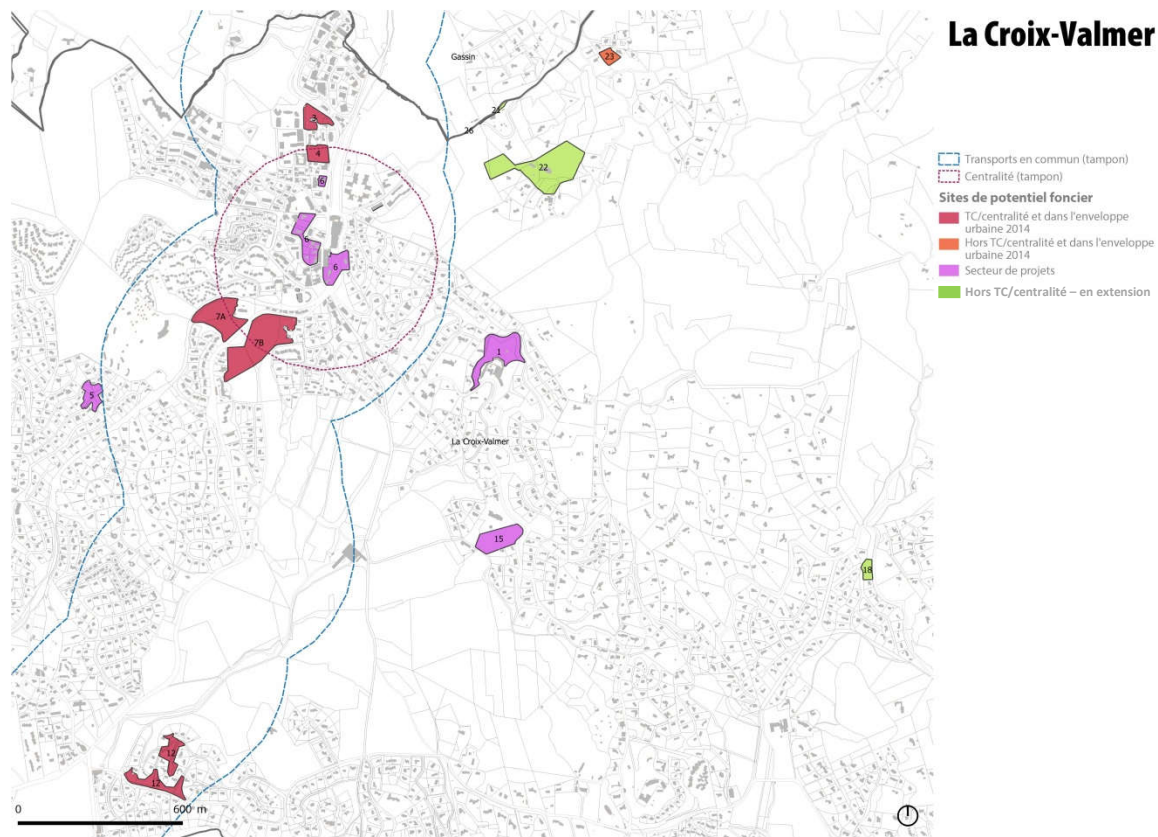 La Croix-Valmer
Gassin
23
21
26
3
4
22
6
6
6
7A
7B
1
5
La Croix-Valmer
15
18
12
12
0
600 m
Transports en commun (tampon)
Centralité (tampon)
Sites de potentiel foncier
TC/centralité et dans l'enveloppe
urbaine 2014
Hors TC/centralité et dans l'enveloppe
urbaine 2014
Secteur de projets
Hors TC/centralité – en extension